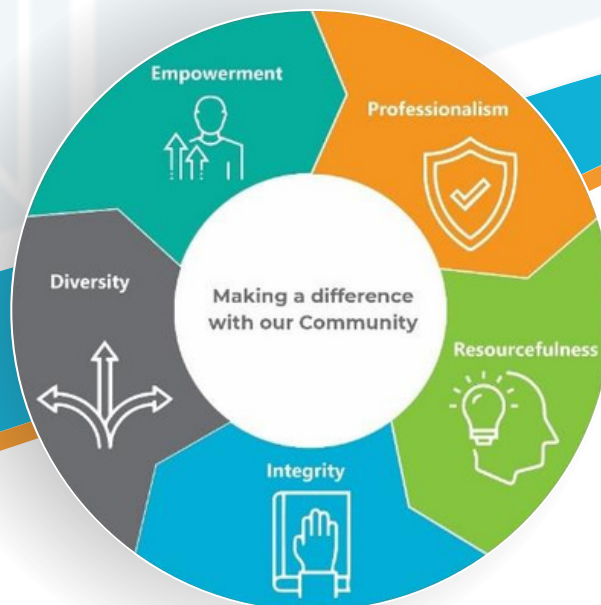 Empowerment
Professionalism
Diversity
Making a difference
with our Community
Resourcefulness
Integrity